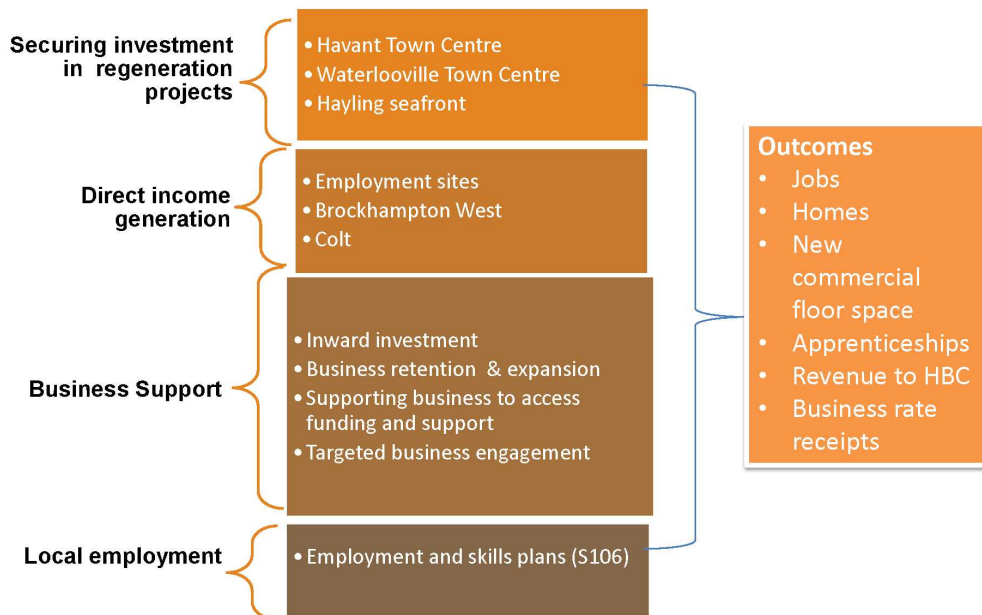 Securing investment
in regeneration
projects
• Havant Town Centre
• Waterlooville Town Centre
• Hayling seafront
Direct income
generation
• Employment sites
• Brockhampton West
• Colt
Business Support
• Inward investment
• Business retention & expansion
• Supporting business to access
funding and support
• Targeted business engagement
Local employment
• Employment and skills plans (S106)
Outcomes
• Jobs
• Homes
• New
commercial
floor space
• Apprenticeships
• Revenue to HBC
• Business rate
receipts